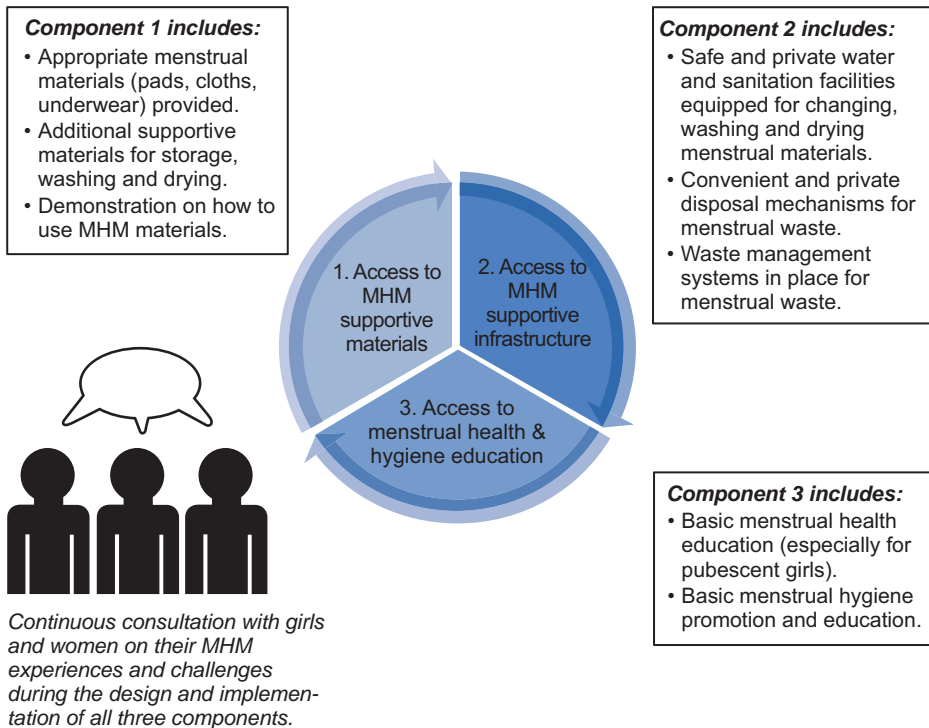 Component 1 includes:
• Appropriate menstrual
materials (pads, cloths,
underwear) provided.
• Additional supportive
materials for storage,
washing and drying.
• Demonstration on how to
use MHM materials.
Component 2 includes:
• Safe and private water
and sanitation facilities
equipped for changing,
washing and drying
menstrual materials.
• Convenient and private
disposal mechanisms for
menstrual waste.
• Waste management
systems in place for
menstrual waste.
1. Access to
MHM
supportive
materials
2. Access to
MHM
supportive
infrastructure
3. Access to
menstrual health &
hygiene education
Component 3 includes:
• Basic menstrual health
education (especially for
pubescent girls).
• Basic menstrual hygiene
promotion and education.
Continuous consultation with girls
and women on their MHM
experiences and challenges
during the design and implemen-
tation of all three components.